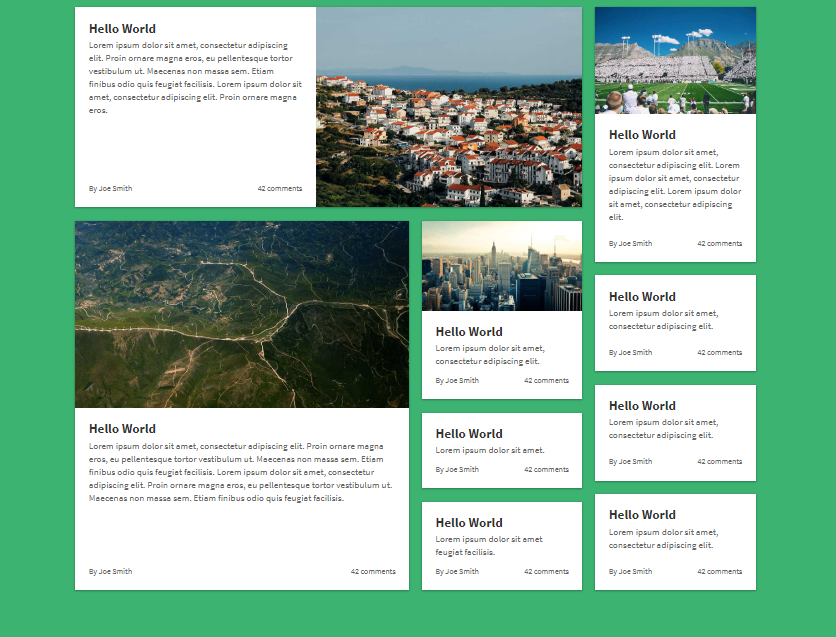 Hello World
Lorem ipsum dolor sit amet, consectetur adipiscing
elit. Proin ornare magna eros, eu pellentesque tortor
vestibulum ut. Maecenas non massa sem. Etiam
finibus odio quis feugiat facilisis. Lorem ipsum dolor sit
amet, consectetur adipiscing elit. Proin ornare magna
eros.
By Joe Smith 42 comments
Hello World
Lorem ipsum dolor sit amet, consectetur adipiscing elit. Proin ornare magna
eros, eu pellentesque tortor vestibulum ut. Maecenas non massa sem. Etiam
finibus odio quis feugiat facilisis. Lorem ipsum dolor sit amet, consectetur
adipiscing elit. Proin ornare magna eros, eu pellentesque tortor vestibulum ut.
Maecenas non massa sem. Etiam finibus odio quis feugiat facilisis.
By Joe Smith 42 comments
Hello World
Lorem ipsum dolor sit amet,
consectetur adipiscing elit.
By Joe Smith 42 comments
Hello World
Lorem ipsum dolor sit amet.
By Joe Smith 42 comments
Hello World
Lorem ipsum dolor sit amet
feugiat facilisis.
By Joe Smith 42 comments
Hello World
Lorem ipsum dolor sit amet,
consectetur adipiscing elit. Lorem
ipsum dolor sit amet, consectetur
adipiscing elit. Lorem ipsum dolor
sit amet, consectetur adipiscing
elit.
By Joe Smith 42 comments
Hello World
Lorem ipsum dolor sit amet,
consectetur adipiscing elit.
By Joe Smith 42 comments
Hello World
Lorem ipsum dolor sit amet,
consectetur adipiscing elit.
By Joe Smith 42 comments
Hello World
Lorem ipsum dolor sit amet,
consectetur adipiscing elit.
By Joe Smith 42 comments